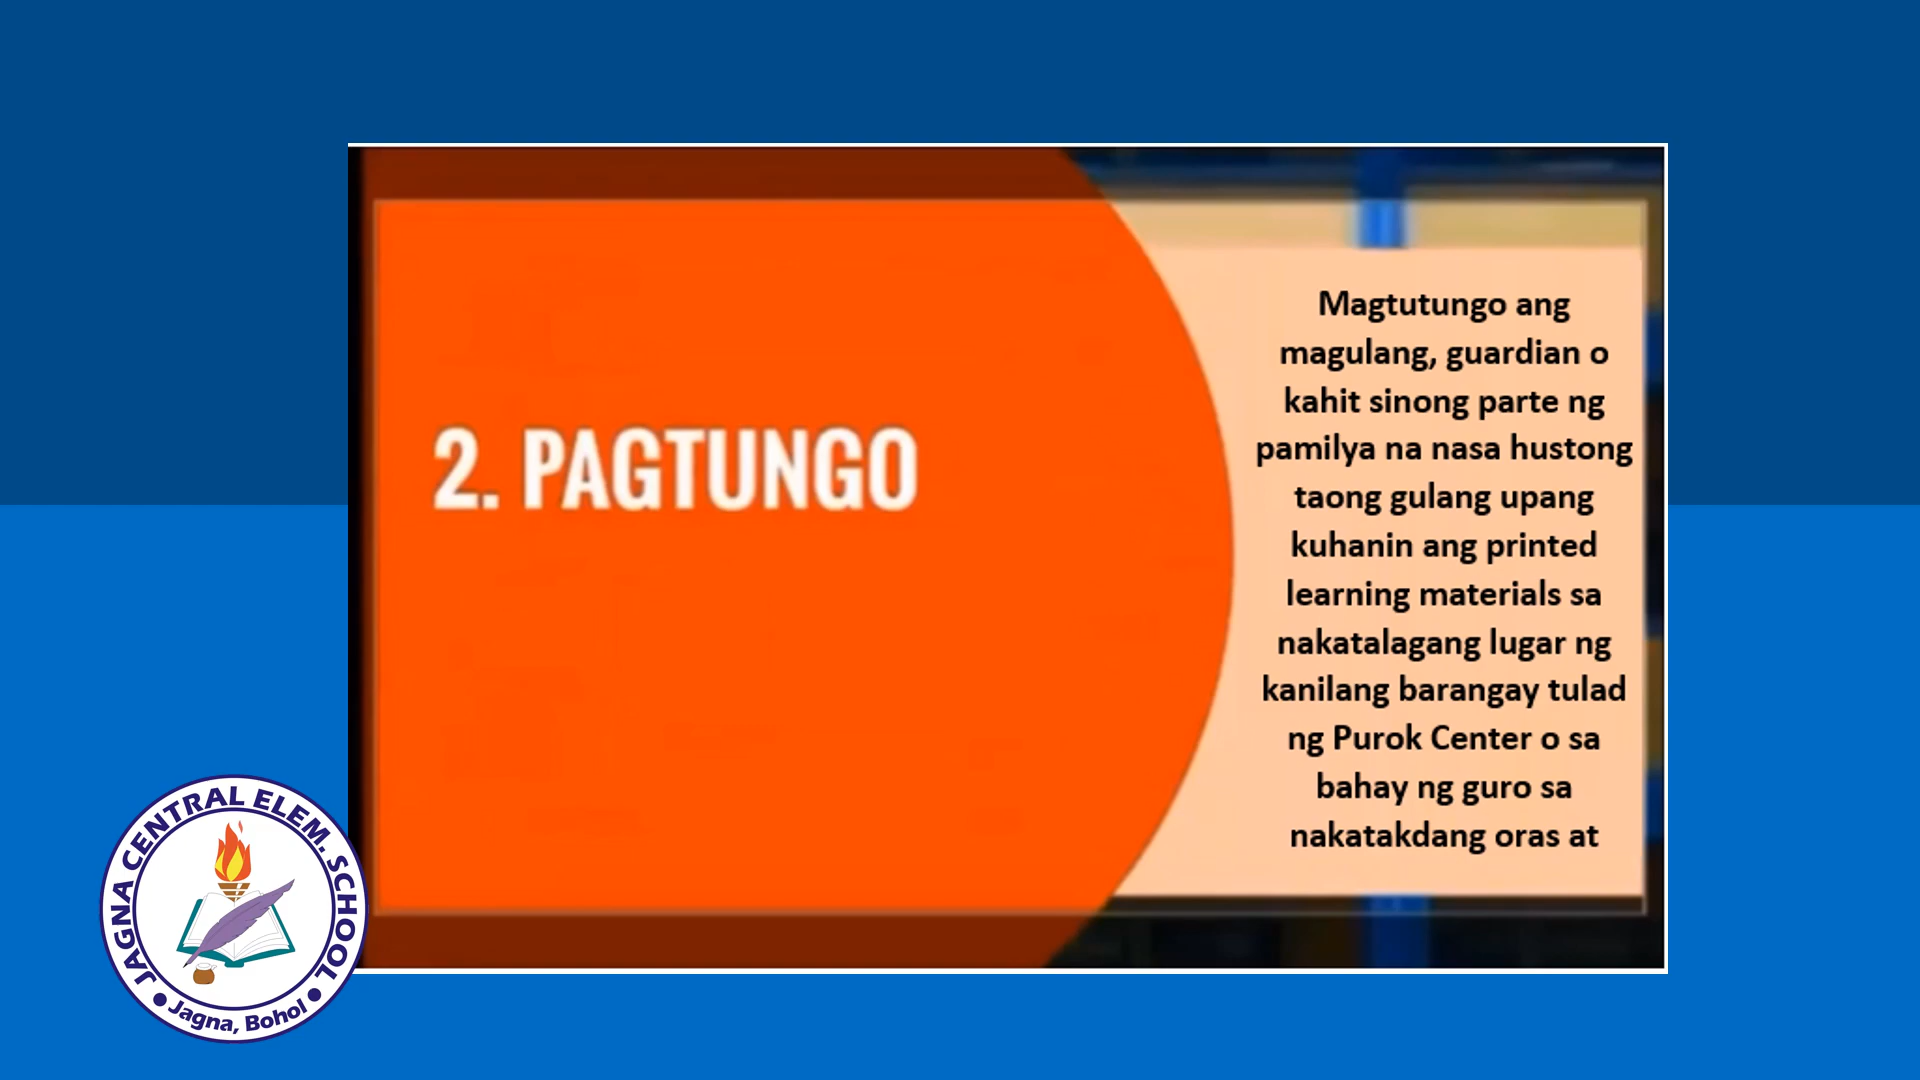 2. PAGTUNGO
Magtutungo ang
magulang, guardian o
kahit sinong parte ng
pamilya na nasa hustong
taong gulang upang
kuhanin ang printed
learning materials sa
nakatalagang lugar ng
kanilang barangay tulad
ng Purok Center o sa
bahay ng guro sa
nakatakdang oras at
JAGNA CENTRAL ELEM. SCHOOL
Jagna, Bohol